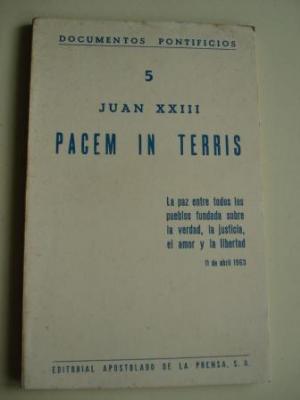 DOCUMENTOS PONTIFICIOS
5
JUAN XXIII
PACEM IN TERRIS
La paz entre todos los
pueblos fundada sobre
la verdad, la justicia,
el amor y la libertad
11 de abril 1963
EDITORIAL APOSTOLADO DE LA PRENSA, S. A.